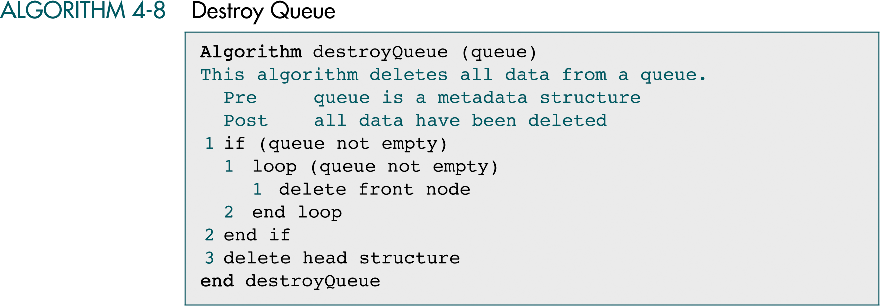 ALGORITHM 4-8 Destroy Queue
Algorithm destroyQueue (queue)
This algorithm deletes all data from a queue.
Pre queue is a metadata structure
Post all data have been deleted
1 if (queue not empty)
1 loop (queue not empty)
1 delete front node
2 end loop
2 end if
3 delete head structure
end destroyQueue